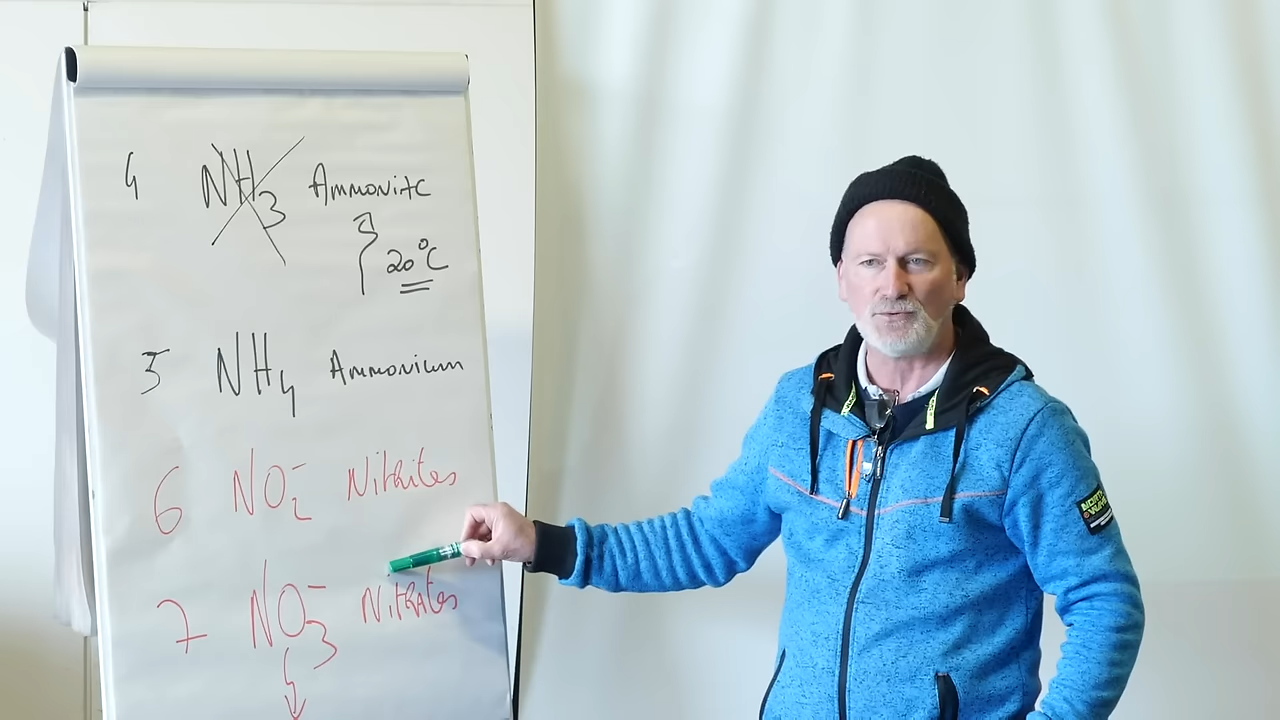 4 NH3 Ammoniac
20°C
5 NH4 Ammonium
6 NO2- Nitrites
7 NO3- Nitrates